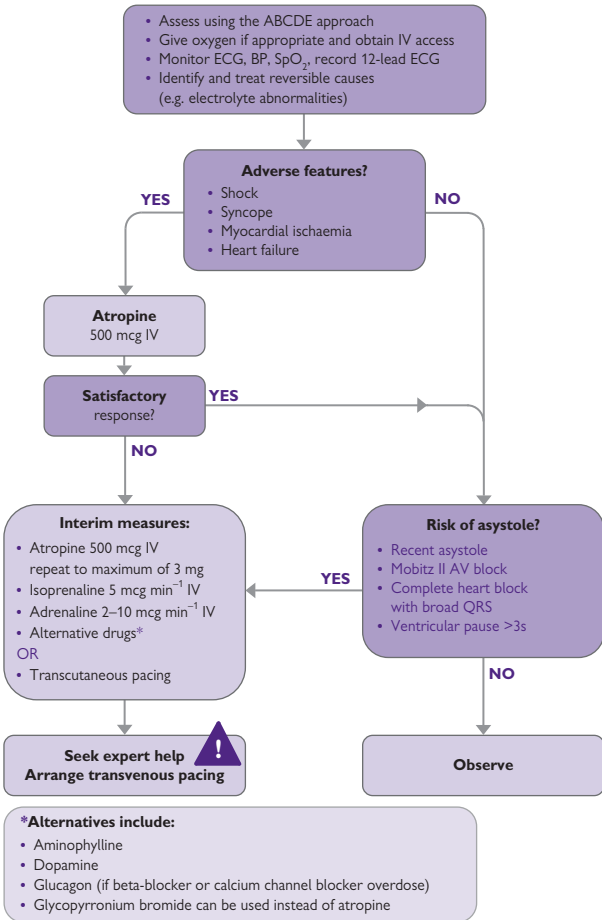 • Assess using the ABCDE approach
• Give oxygen if appropriate and obtain IV access
• Monitor ECG, BP, SpO₂, record 12-lead ECG
• Identify and treat reversible causes
(e.g. electrolyte abnormalities)
Adverse features?
• Shock
• Syncope
• Myocardial ischaemia
• Heart failure
YES
NO
Atropine
500 mcg IV
Satisfactory
response?
YES
NO
Interim measures:
• Atropine 500 mcg IV
repeat to maximum of 3 mg
• Isoprenaline 5 mcg min⁻¹ IV
• Adrenaline 2–10 mcg min⁻¹ IV
• Alternative drugs*
OR
• Transcutaneous pacing
YES
Risk of asystole?
• Recent asystole
• Mobitz II AV block
• Complete heart block
with broad QRS
• Ventricular pause >3s
NO
!
Seek expert help
Arrange transvenous pacing
Observe
*Alternatives include:
• Aminophylline
• Dopamine
• Glucagon (if beta-blocker or calcium channel blocker overdose)
• Glycopyrronium bromide can be used instead of atropine